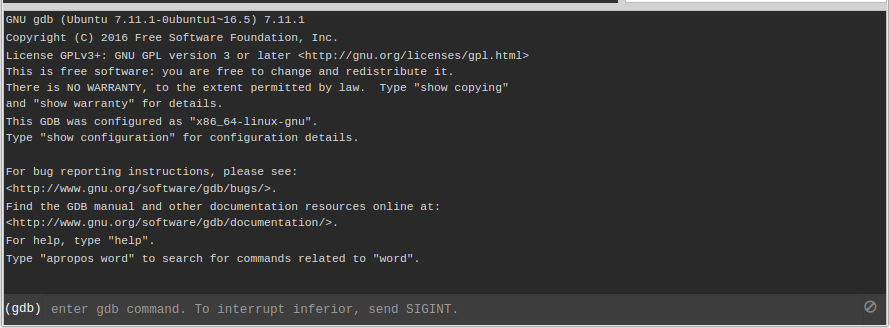 GNU gdb (Ubuntu 7.11.1-0ubuntu1~16.5) 7.11.1
Copyright (C) 2016 Free Software Foundation, Inc.
License GPLv3+: GNU GPL version 3 or later <http://gnu.org/licenses/gpl.html>
This is free software: you are free to change and redistribute it.
There is NO WARRANTY, to the extent permitted by law.  Type "show copying"
and "show warranty" for details.
This GDB was configured as "x86_64-linux-gnu".
Type "show configuration" for configuration details.
For bug reporting instructions, please see:
<http://www.gnu.org/software/gdb/bugs/>.
Find the GDB manual and other documentation resources online at:
<http://www.gnu.org/software/gdb/documentation/>.
For help, type "help".
Type "apropos word" to search for commands related to "word".
(gdb) enter gdb command. To interrupt inferior, send SIGINT.